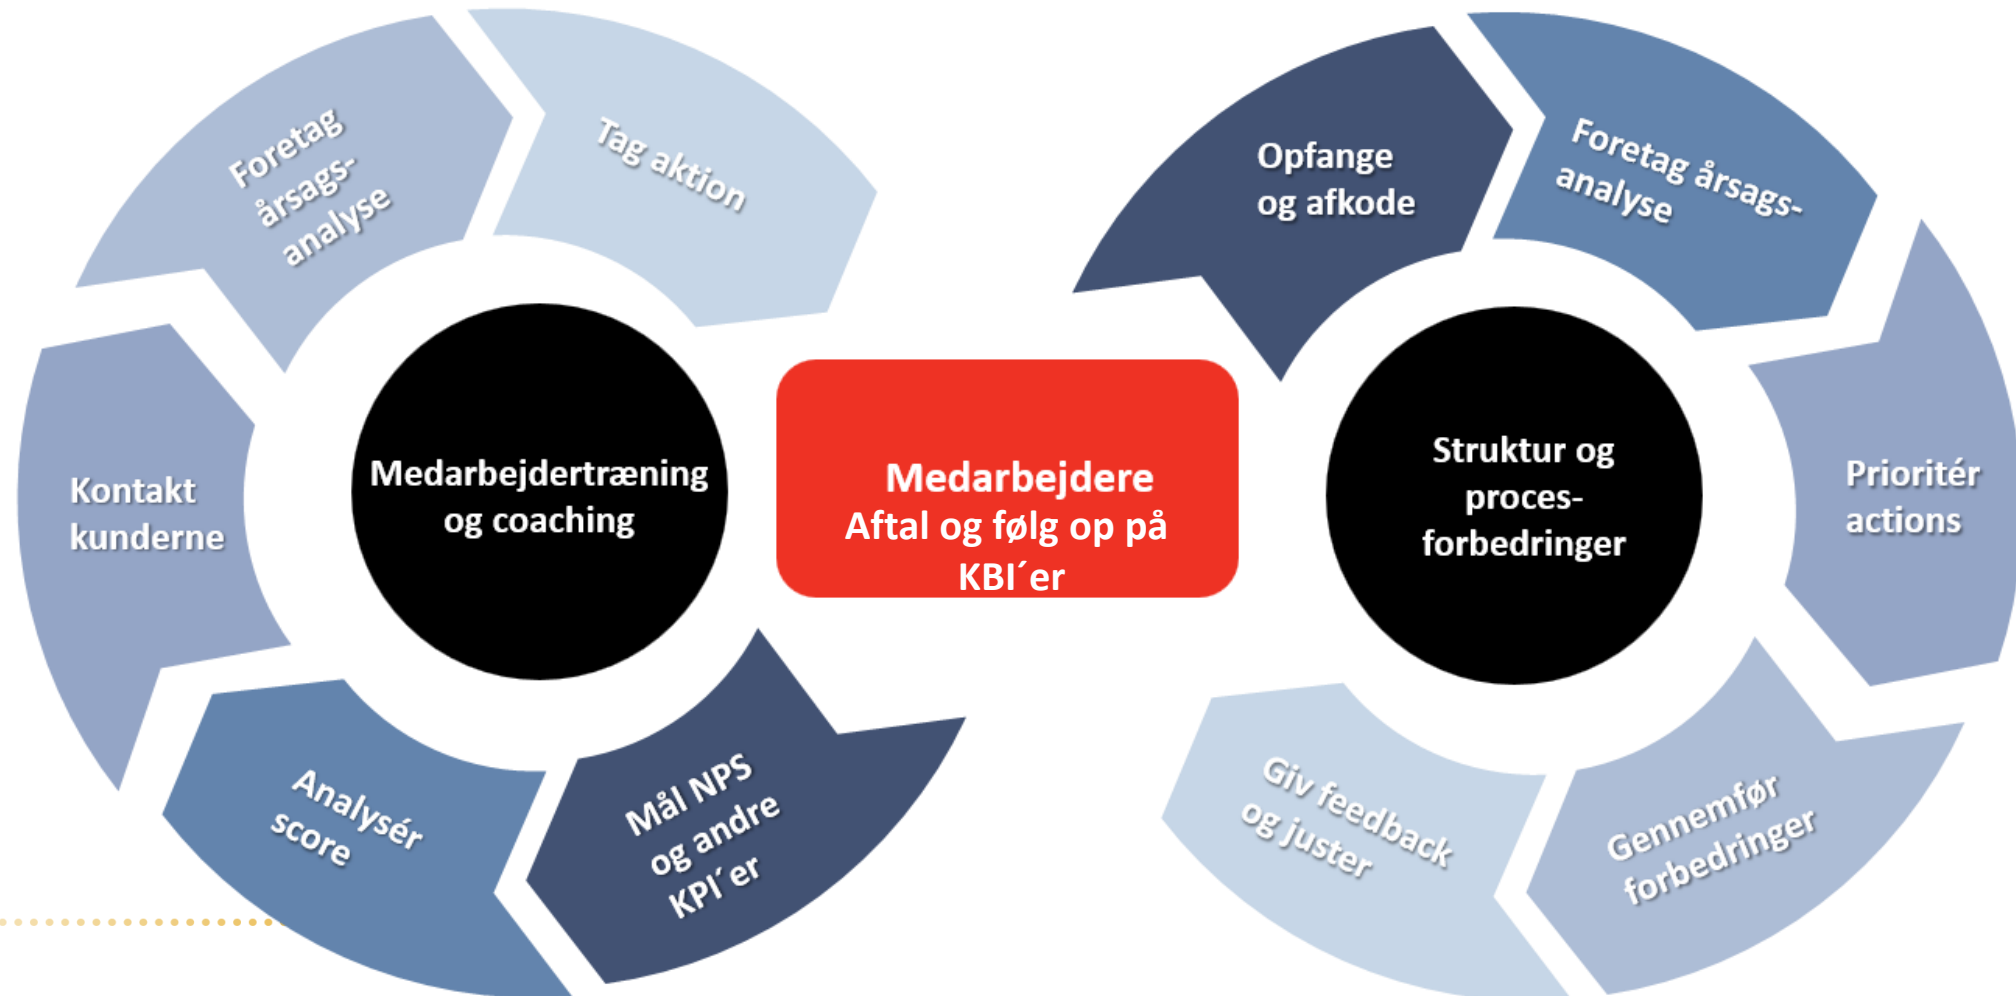 Foretag
årsags-
analyse
Tag aktion
Kontakt
kunderne
Medarbejdertræning
og coaching
Analysér
score
Mål NPS
og andre
KPI´er
Medarbejdere
Aftal og følg op på
KBI´er
Opfange
og afkode
Foretag årsags-
analyse
Struktur og
proces-
forbedringer
Prioritér
actions
Giv feedback
og juster
Gennemfør
forbedringer